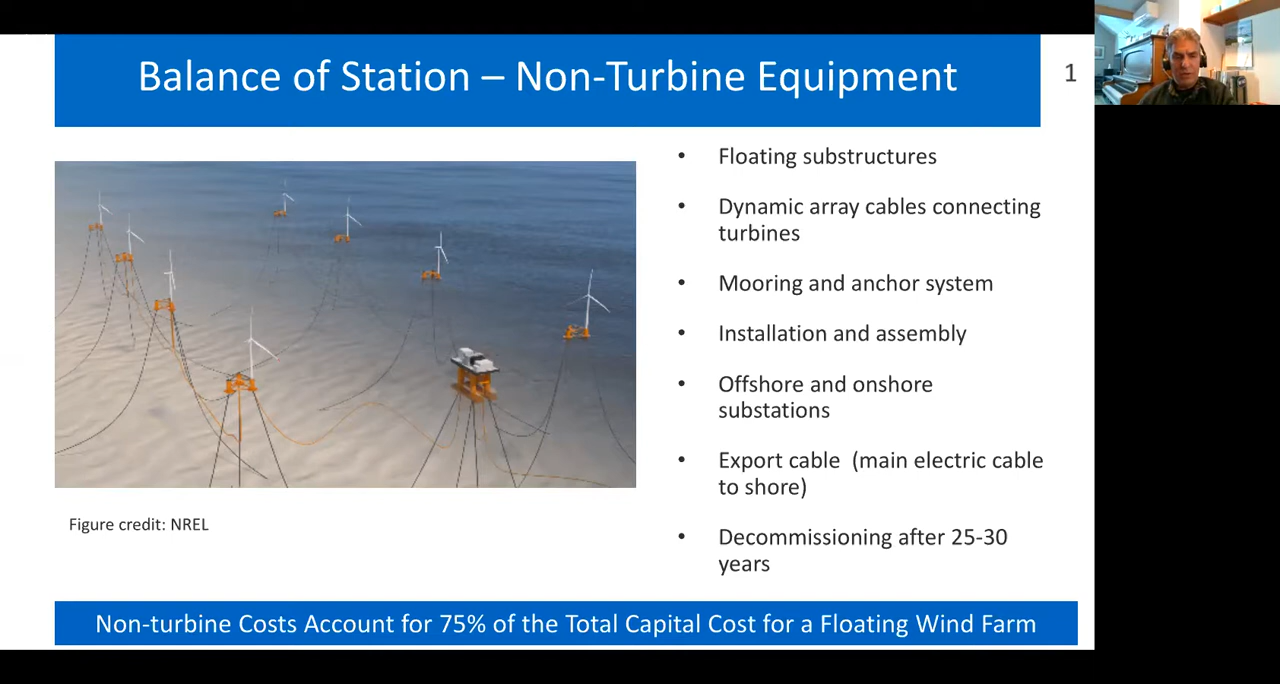 Balance of Station – Non-Turbine Equipment
1
• Floating substructures
• Dynamic array cables connecting
turbines
• Mooring and anchor system
• Installation and assembly
• Offshore and onshore
substations
• Export cable  (main electric cable
to shore)
• Decommissioning after 25-30
years
Figure credit: NREL
Non-turbine Costs Account for 75% of the Total Capital Cost for a Floating Wind Farm